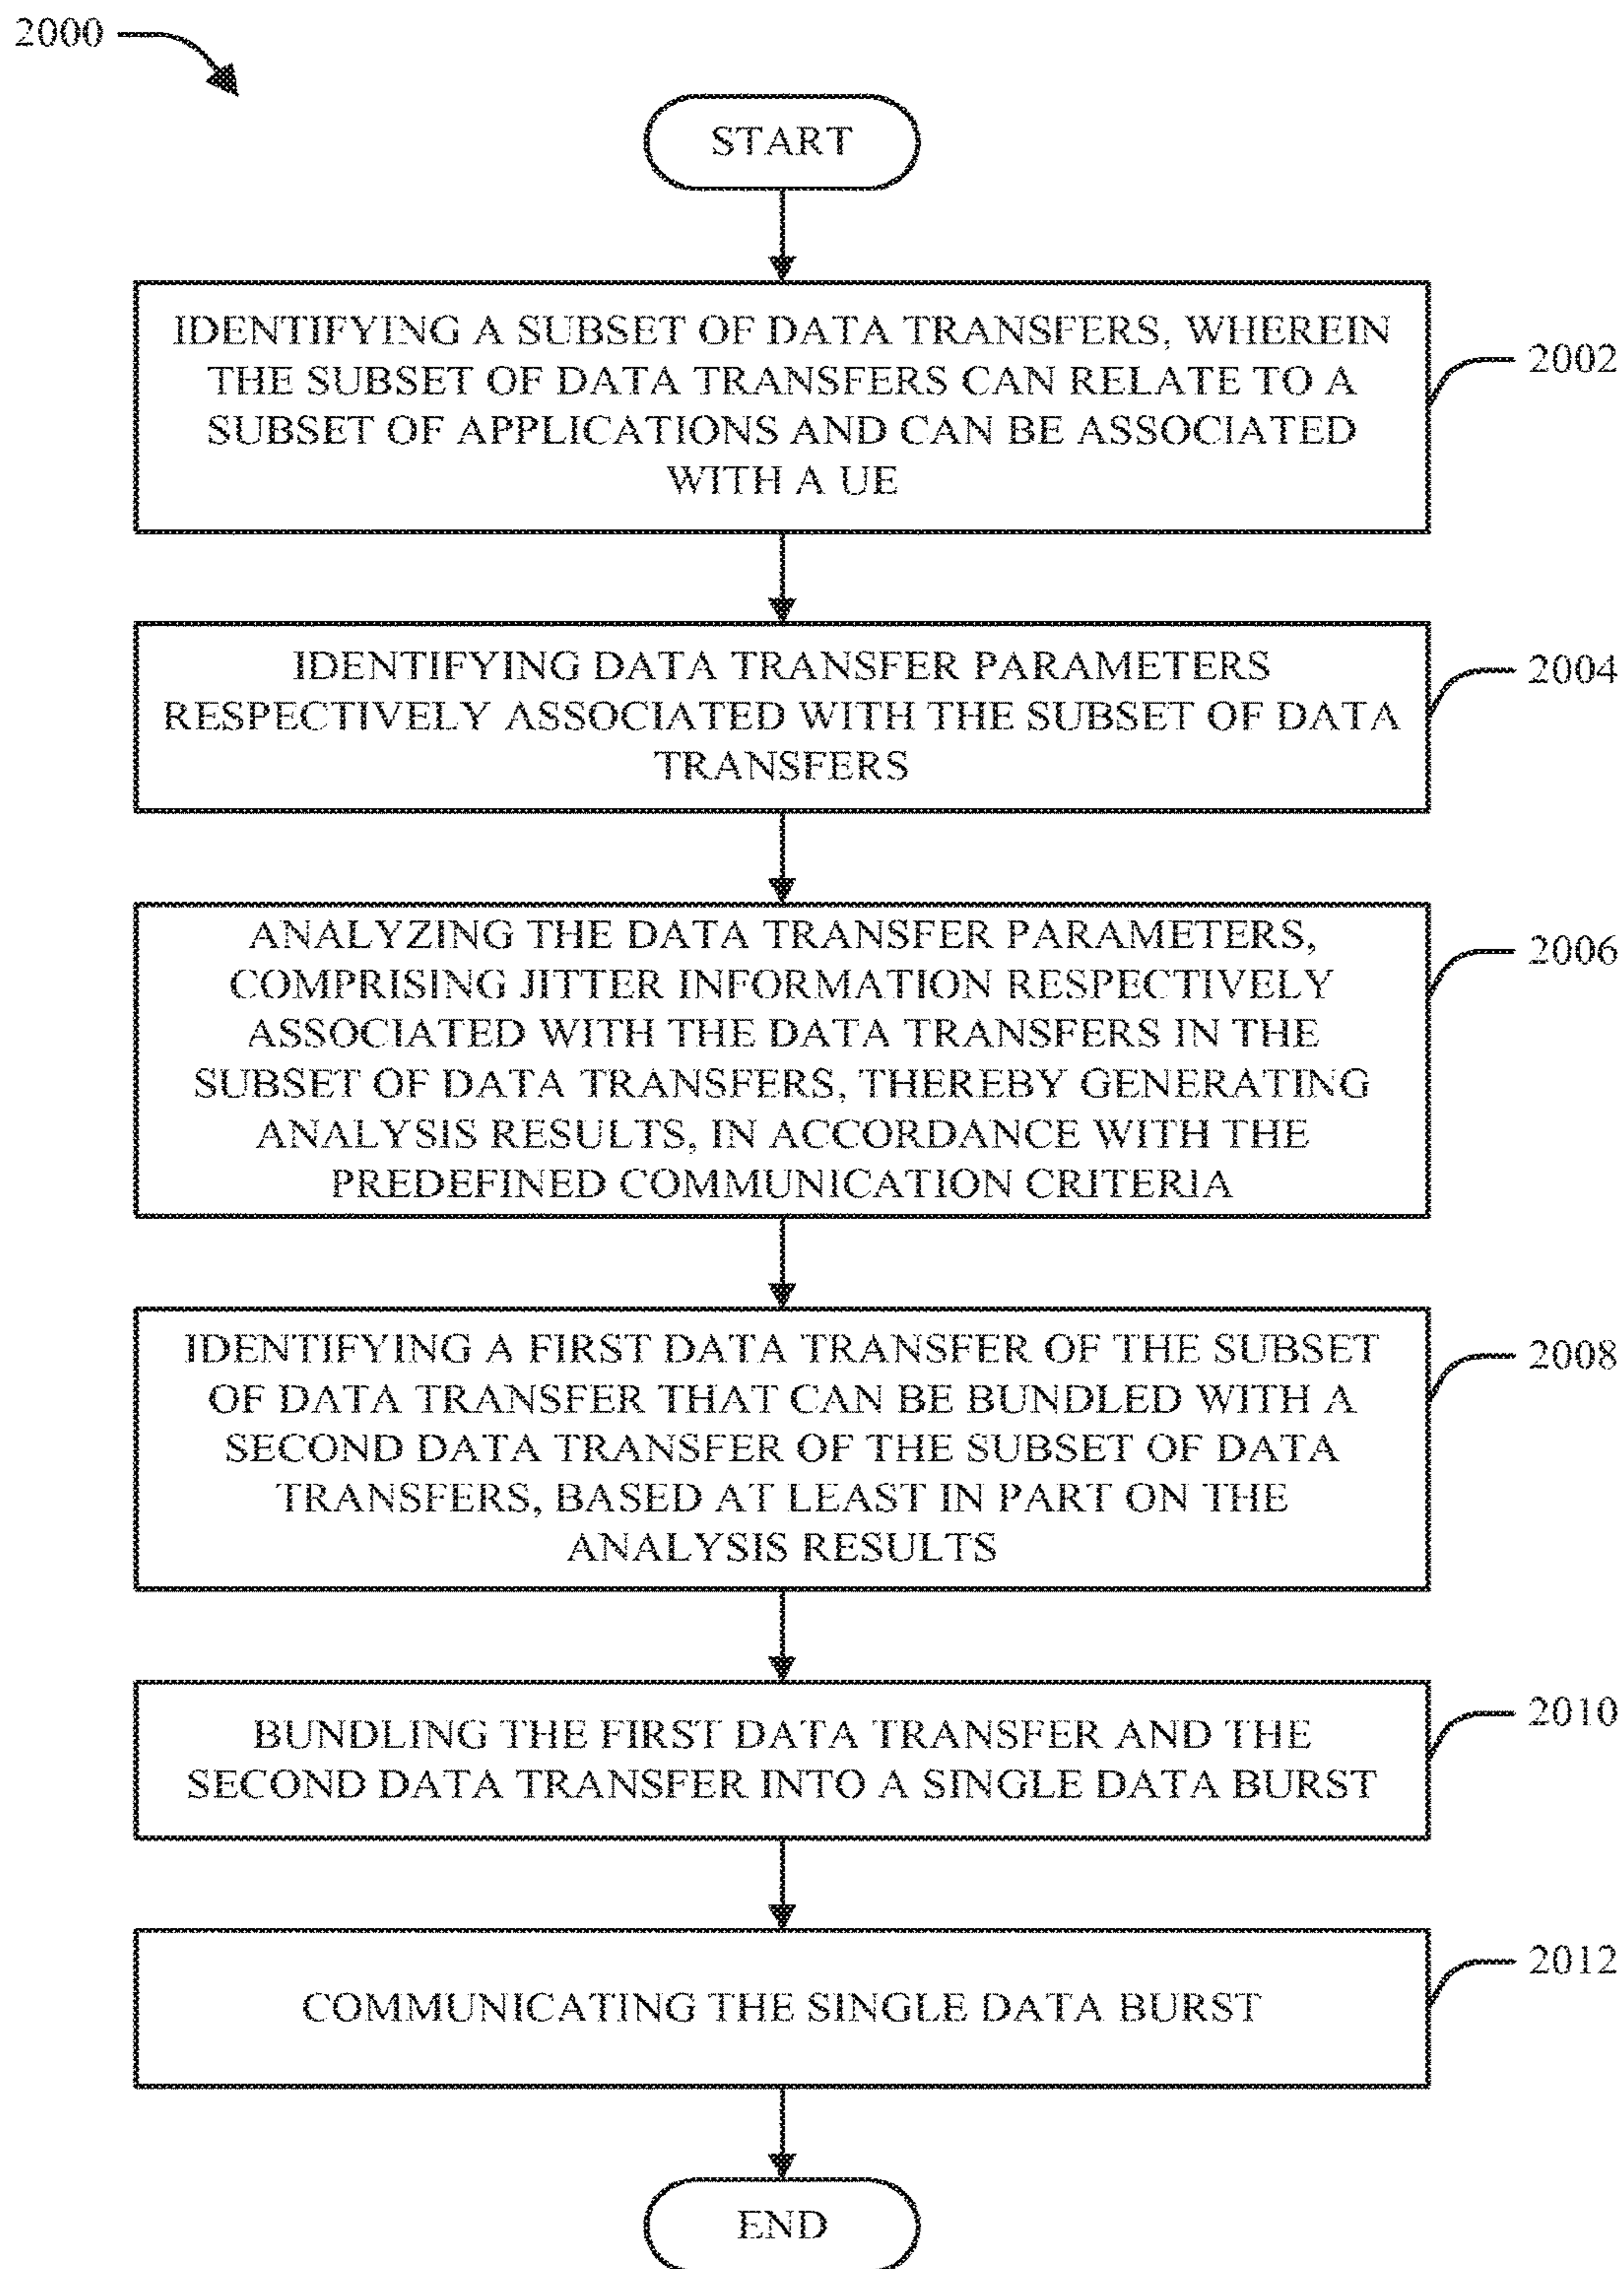 2000
START
IDENTIFYING A SUBSET OF DATA TRANSFERS, WHEREIN
THE SUBSET OF DATA TRANSFERS CAN RELATE TO A
SUBSET OF APPLICATIONS AND CAN BE ASSOCIATED
WITH A UE
2002
IDENTIFYING DATA TRANSFER PARAMETERS
RESPECTIVELY ASSOCIATED WITH THE SUBSET OF DATA
TRANSFERS
2004
ANALYZING THE DATA TRANSFER PARAMETERS,
COMPRISING JITTER INFORMATION RESPECTIVELY
ASSOCIATED WITH THE DATA TRANSFERS IN THE
SUBSET OF DATA TRANSFERS, THEREBY GENERATING
ANALYSIS RESULTS, IN ACCORDANCE WITH THE
PREDEFINED COMMUNICATION CRITERIA
2006
IDENTIFYING A FIRST DATA TRANSFER OF THE SUBSET
OF DATA TRANSFER THAT CAN BE BUNDLED WITH A
SECOND DATA TRANSFER OF THE SUBSET OF DATA
TRANSFERS, BASED AT LEAST IN PART ON THE
ANALYSIS RESULTS
2008
BUNDLING THE FIRST DATA TRANSFER AND THE
SECOND DATA TRANSFER INTO A SINGLE DATA BURST
2010
COMMUNICATING THE SINGLE DATA BURST
2012
END